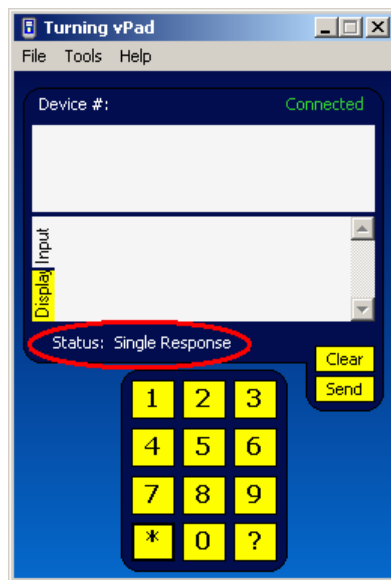 Turning vPad
File Tools Help
Device #: Connected
Input
Display
Status: Single Response
Clear
Send
1 2 3
4 5 6
7 8 9
* 0 ?